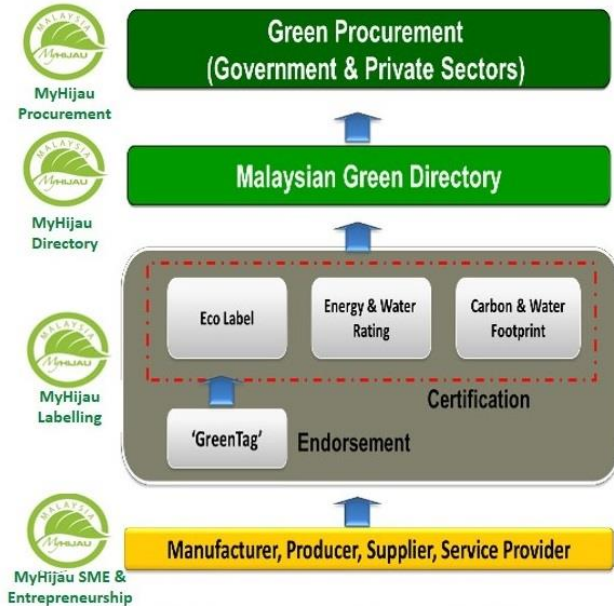 MALAYSIA
MyHIJAU
MyHijau
Procurement
Green Procurement
(Government & Private Sectors)
MALAYSIA
MyHIJAU
MyHijau
Directory
Malaysian Green Directory
MALAYSIA
MyHIJAU
MyHijau
Labelling
Eco Label
Energy & Water
Rating
Carbon & Water
Footprint
Certification
‘GreenTag’
Endorsement
MALAYSIA
MyHIJAU
MyHijau SME &
Entrepreneurship
Manufacturer, Producer, Supplier, Service Provider